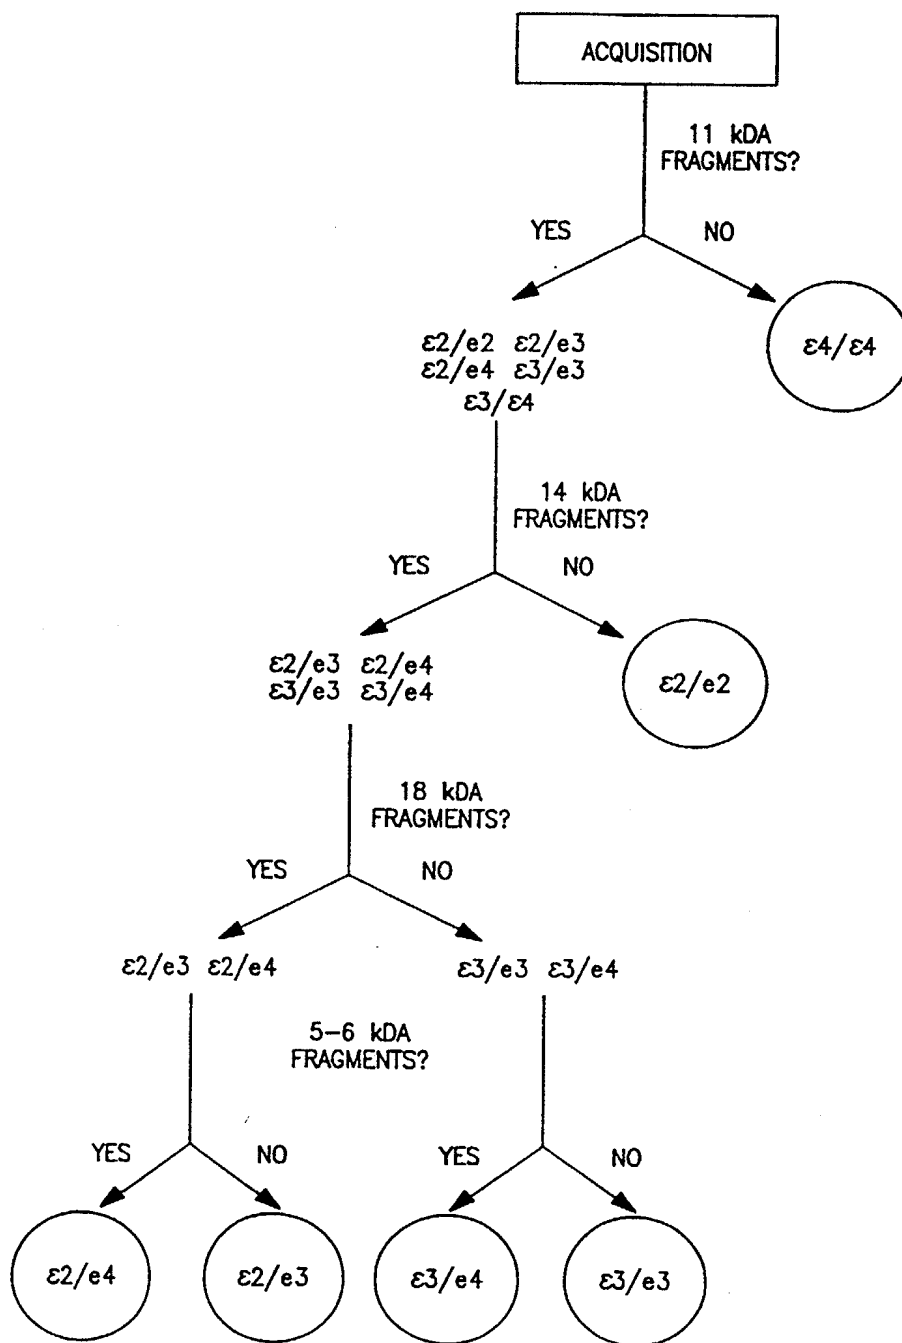 ACQUISITION
11 kDA
FRAGMENTS?
YES
NO
ε2/e2 ε2/e3
ε2/e4 ε3/e3
ε3/ε4
ε4/ε4
14 kDA
FRAGMENTS?
YES
NO
ε2/e3 ε2/e4
ε3/e3 ε3/e4
ε2/e2
18 kDA
FRAGMENTS?
YES
NO
ε2/e3 ε2/e4
ε3/e3 ε3/e4
5–6 kDA
FRAGMENTS?
YES
NO
YES
NO
ε2/e4
ε2/e3
ε3/e4
ε3/e3